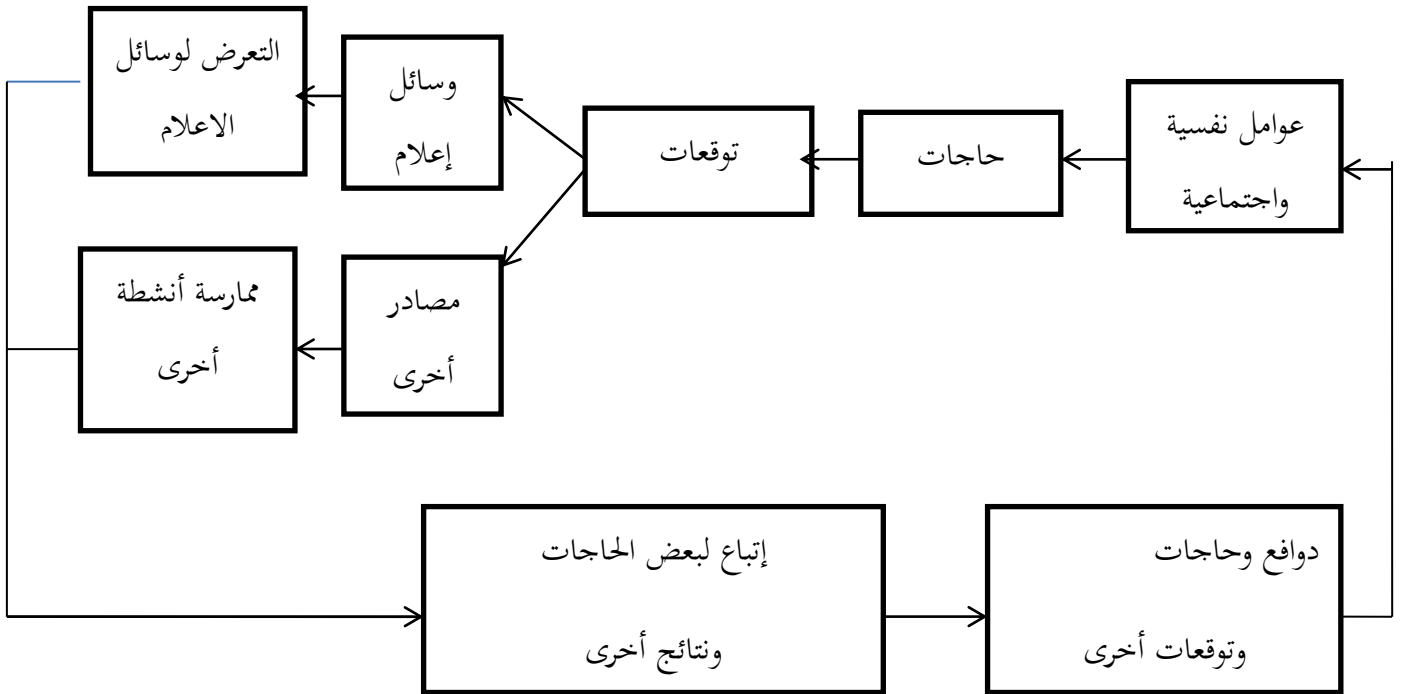 عوامل نفسية
واجتماعية
حاجات
توقعات
وسائل
إعلام
التعرض لوسائل
الاعلام
مصادر
أخرى
ممارسة أنشطة
أخرى
إتباع لبعض الحاجات
ونتائج أخرى
دوافع وحاجات
وتوقعات أخرى